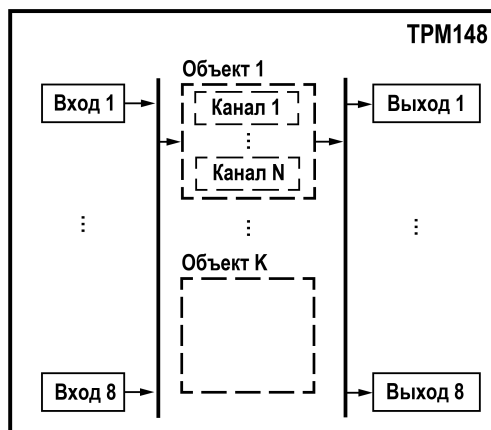 ТРМ148
Объект 1
Вход 1
Канал 1
Выход 1
Канал N
Объект K
Вход 8
Выход 8